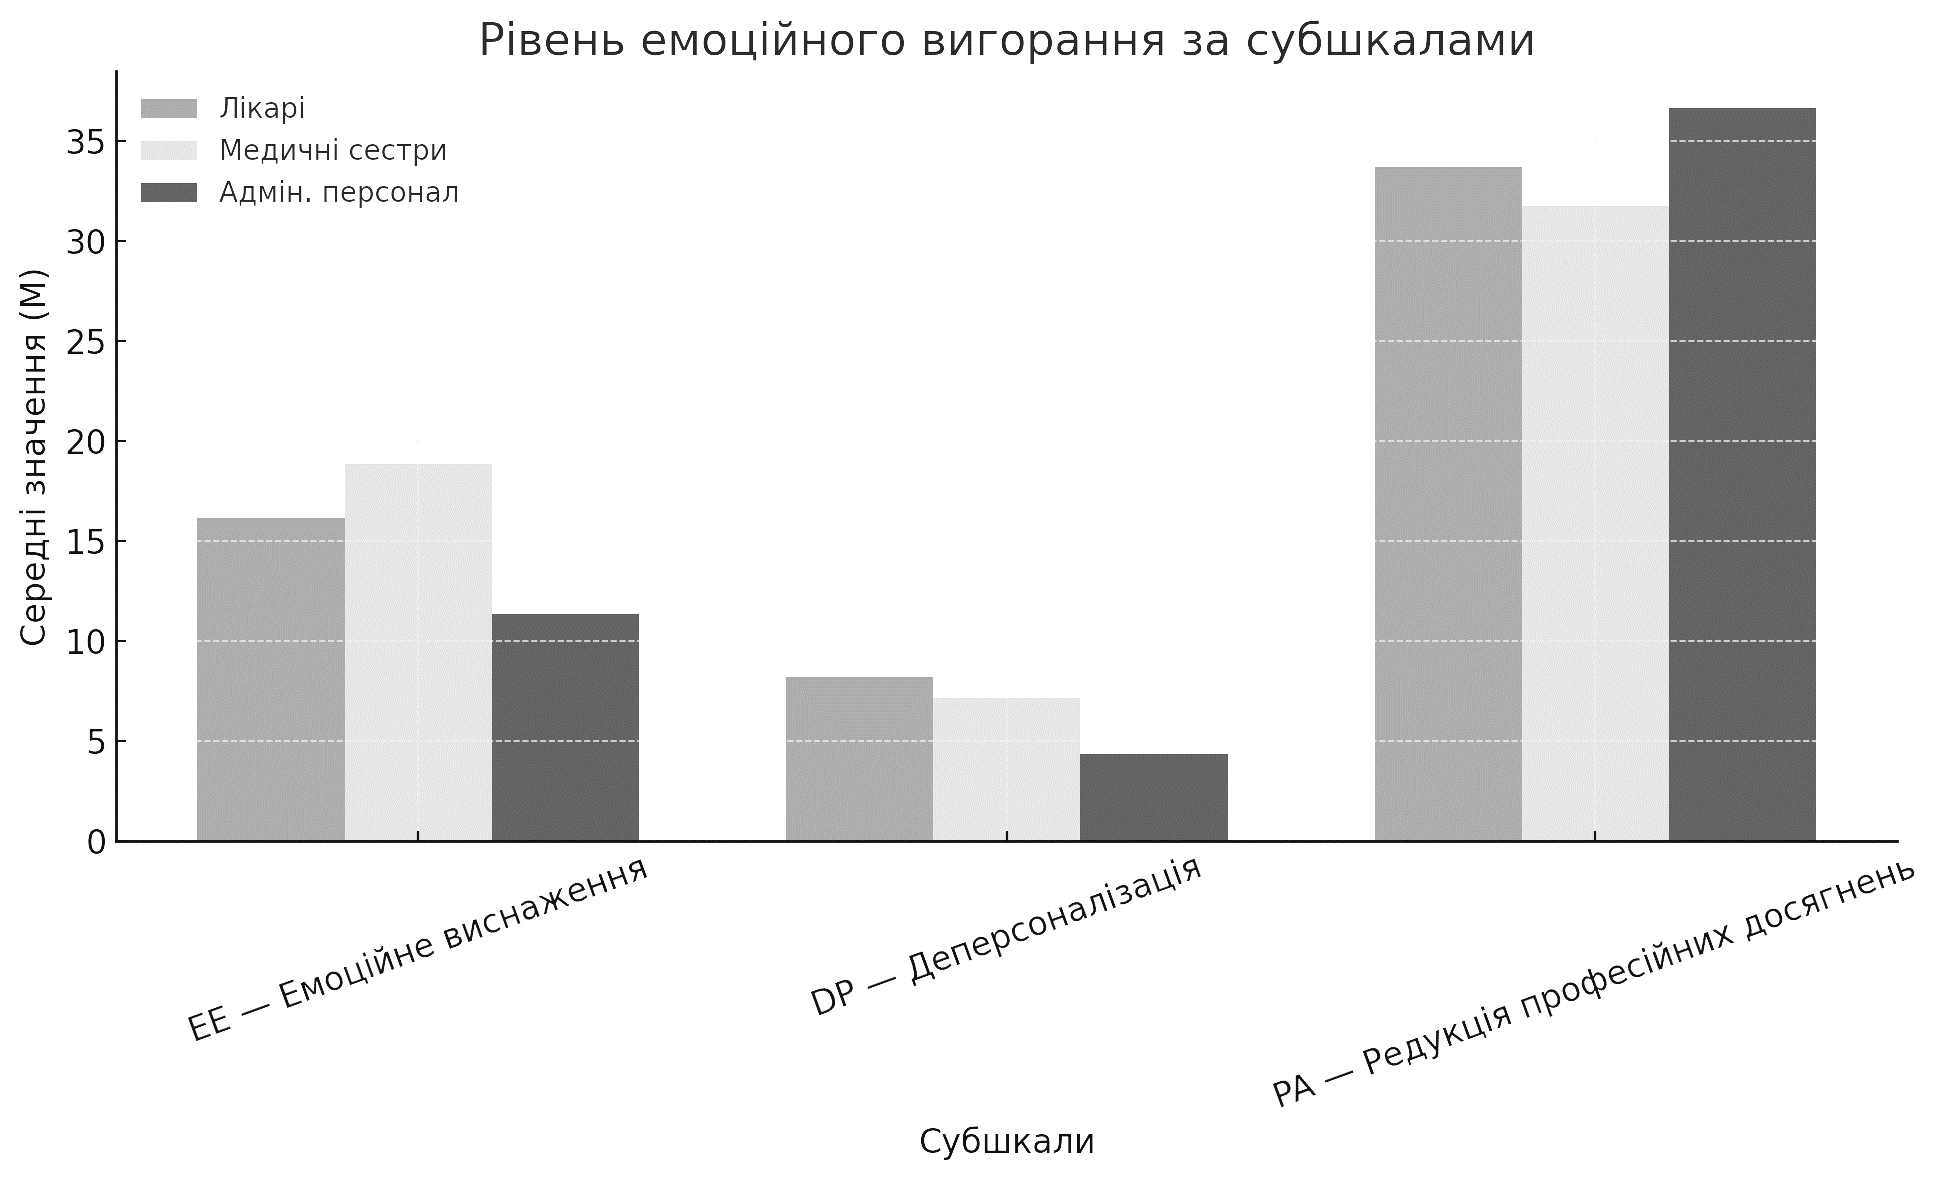 Рівень емоційного вигорання за субшкалами
Лікарі
Медичні сестри
Адмін. персонал
Середні значення (M)
35
30
25
20
15
10
5
0
EE — Емоційне виснаження
DP — Деперсоналізація
PA — Редукція професійних досягнень
Субшкали